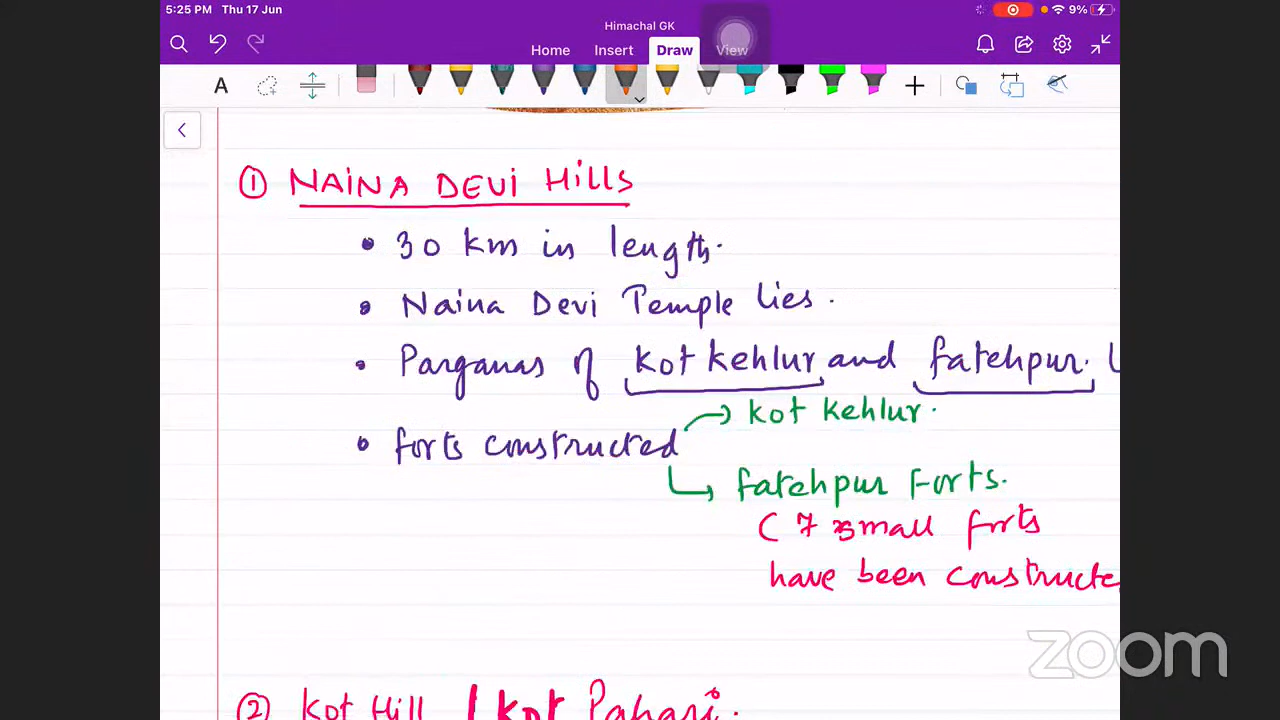 5:25 PM Thu 17 Jun
9%
Himachal GK
Home Insert Draw View
A
① NAiNA DEVi Hills
• 30 km in length.
• Naina Devi Temple lies.
• Parganas of kot kehlur and fatehpur.
→ kot kehlur.
• forts constructed
→ fatehpur forts.
( 7 small forts
have been constructe
② Kot Hill / kot Pahari.
zoom